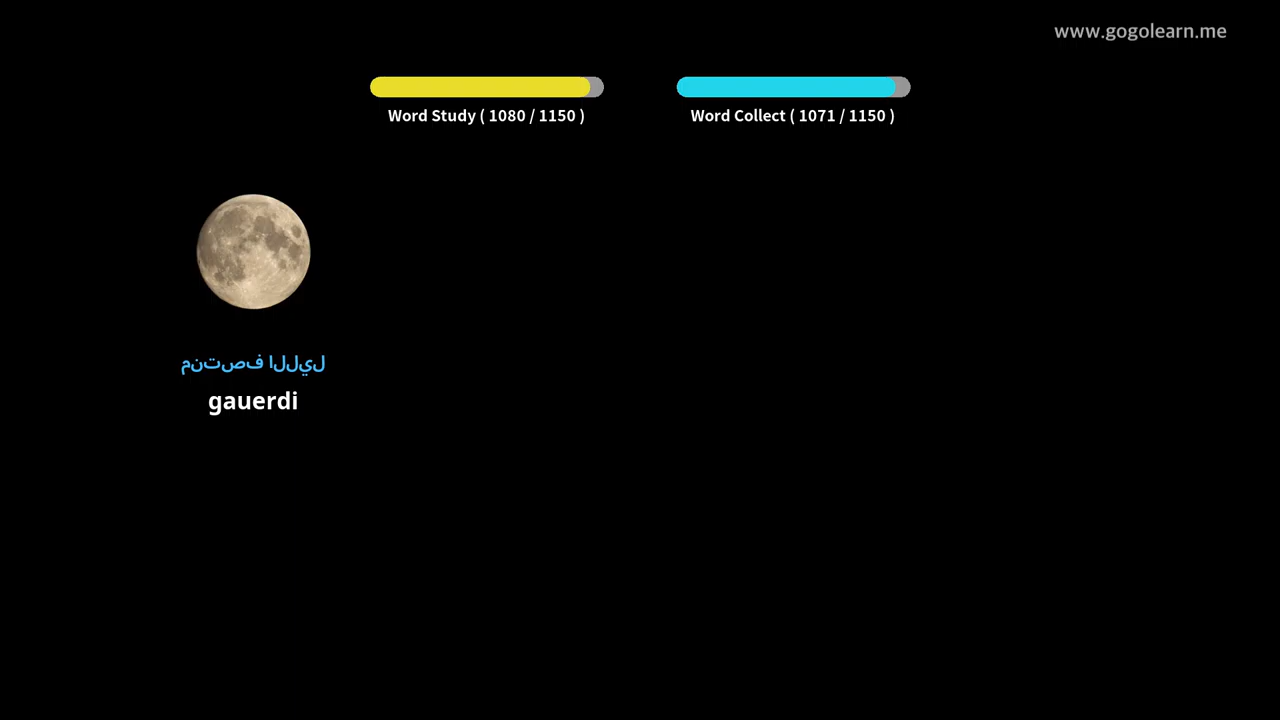 www.gogolearn.me
Word Study ( 1080 / 1150 )
Word Collect ( 1071 / 1150 )
منتصف الليل
gauerdi